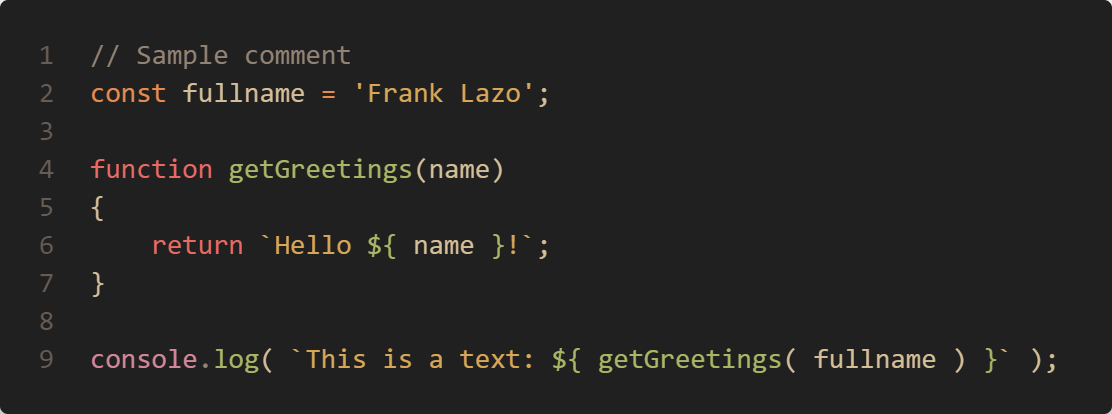 1 // Sample comment
2 const fullname = 'Frank Lazo';
3
4 function getGreetings(name)
5 {
6     return `Hello ${ name }!`;
7 }
8
9 console.log( `This is a text: ${ getGreetings( fullname ) }` );